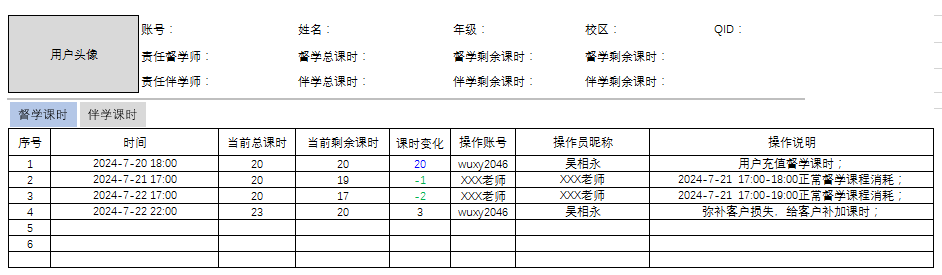 用户头像
账号： 姓名： 年级： 校区： QID：
责任督学师： 督学总课时： 督学剩余课时： 督学剩余课时：
责任伴学师： 伴学总课时： 伴学剩余课时： 伴学剩余课时：
督学课时 伴学课时
序号 时间 当前总课时 当前剩余课时 课时变化 操作账号 操作员昵称 操作说明
1 2024-7-20 18:00 20 20 20 wuxy2046 吴相永 用户充值督学课时；
2 2024-7-21 17:00 20 19 -1 XXX老师 XXX老师 2024-7-21 17:00-18:00正常督学课程消耗；
3 2024-7-22 17:00 20 17 -2 XXX老师 XXX老师 2024-7-21 17:00-19:00正常督学课程消耗；
4 2024-7-22 22:00 23 20 3 wuxy2046 吴相永 弥补客户损失，给客户补加课时；
5
6